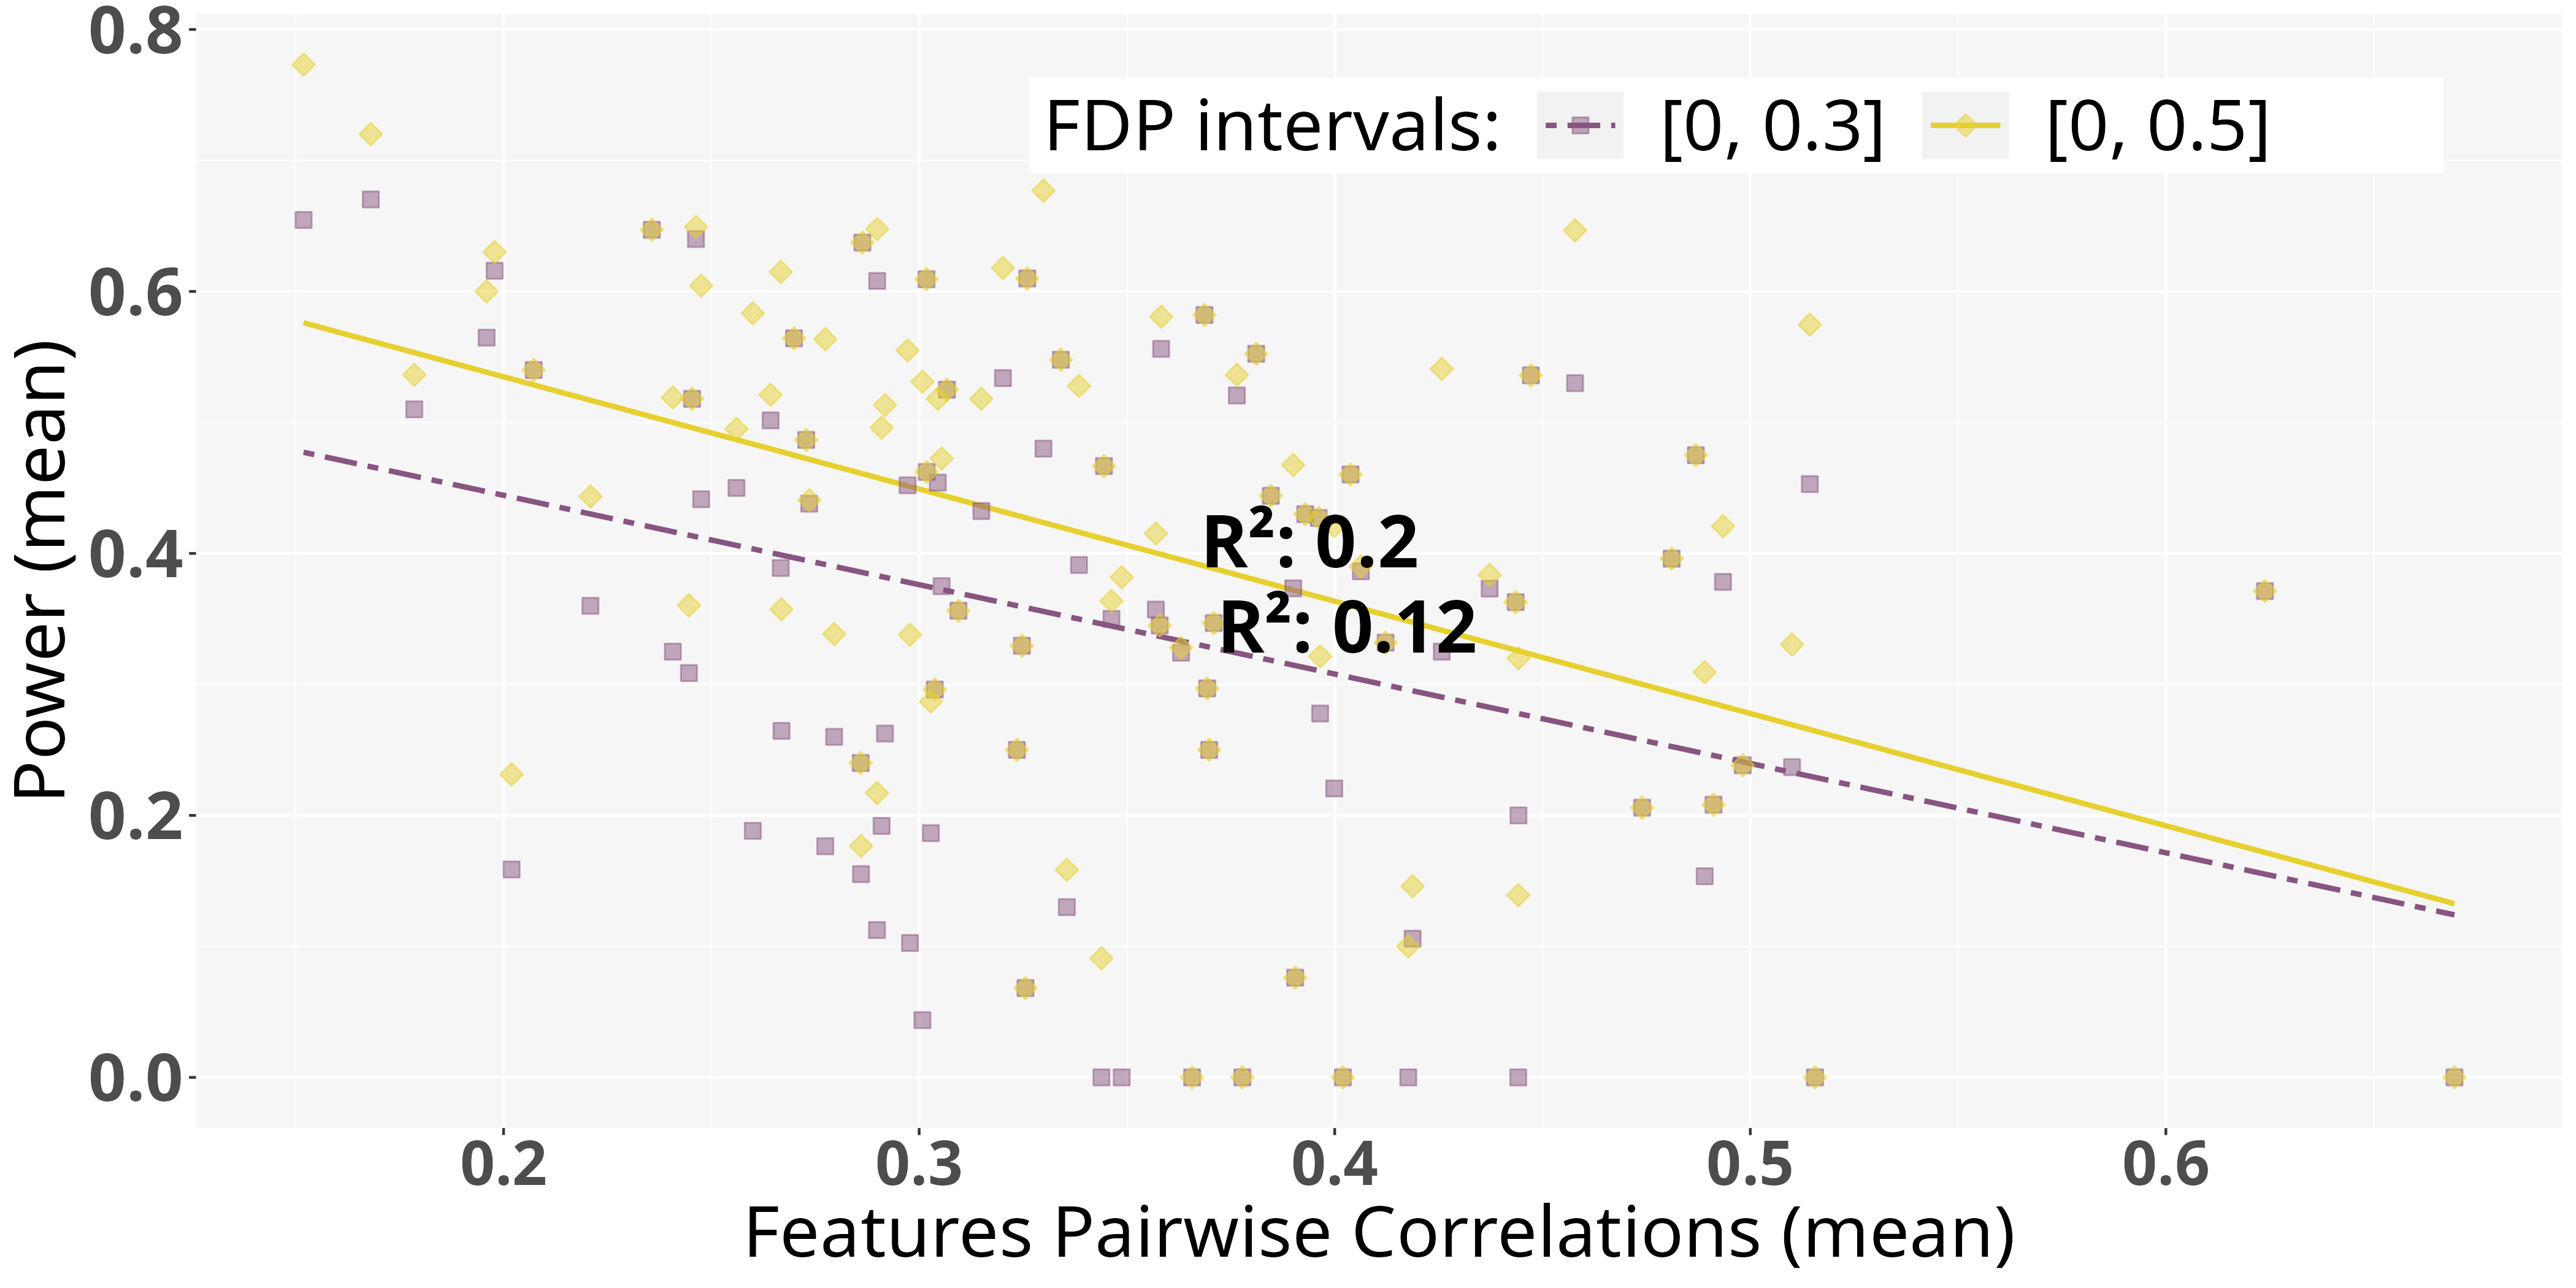 Power (mean)
0.8
0.6
0.4
0.2
0.0
FDP intervals: [0, 0.3] [0, 0.5]
R²: 0.2
R²: 0.12
0.2 0.3 0.4 0.5 0.6
Features Pairwise Correlations (mean)